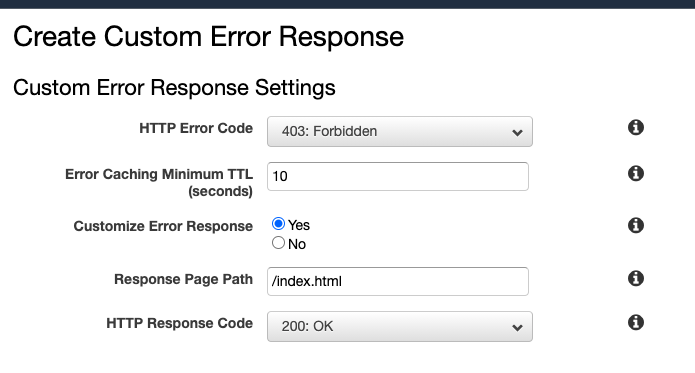 Create Custom Error Response
Custom Error Response Settings
HTTP Error Code 403: Forbidden
Error Caching Minimum TTL 10
(seconds)
Customize Error Response Yes
No
Response Page Path /index.html
HTTP Response Code 200: OK